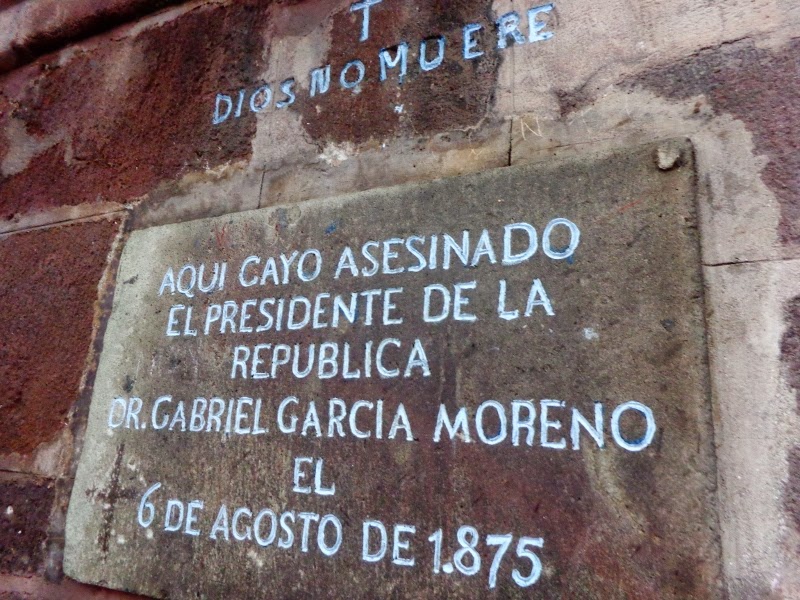 T
DIOS NO MUERE
N
AQUI CAYO ASESINADO
EL PRESIDENTE DE LA
REPUBLICA
DR. GABRIEL GARCIA MORENO
EL
6 DE AGOSTO DE 1.875